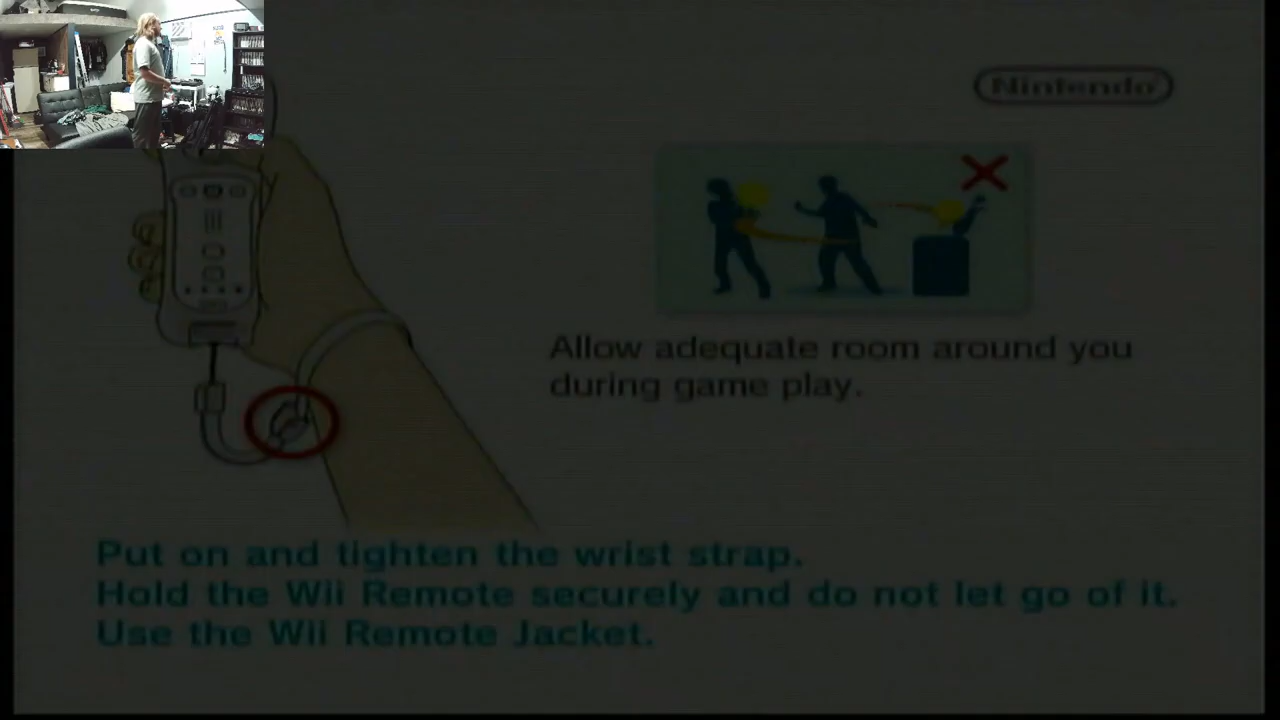 Nintendo
Allow adequate room around you
during game play.
Put on and tighten the wrist strap.
Hold the Wii Remote securely and do not let go of it.
Use the Wii Remote Jacket.